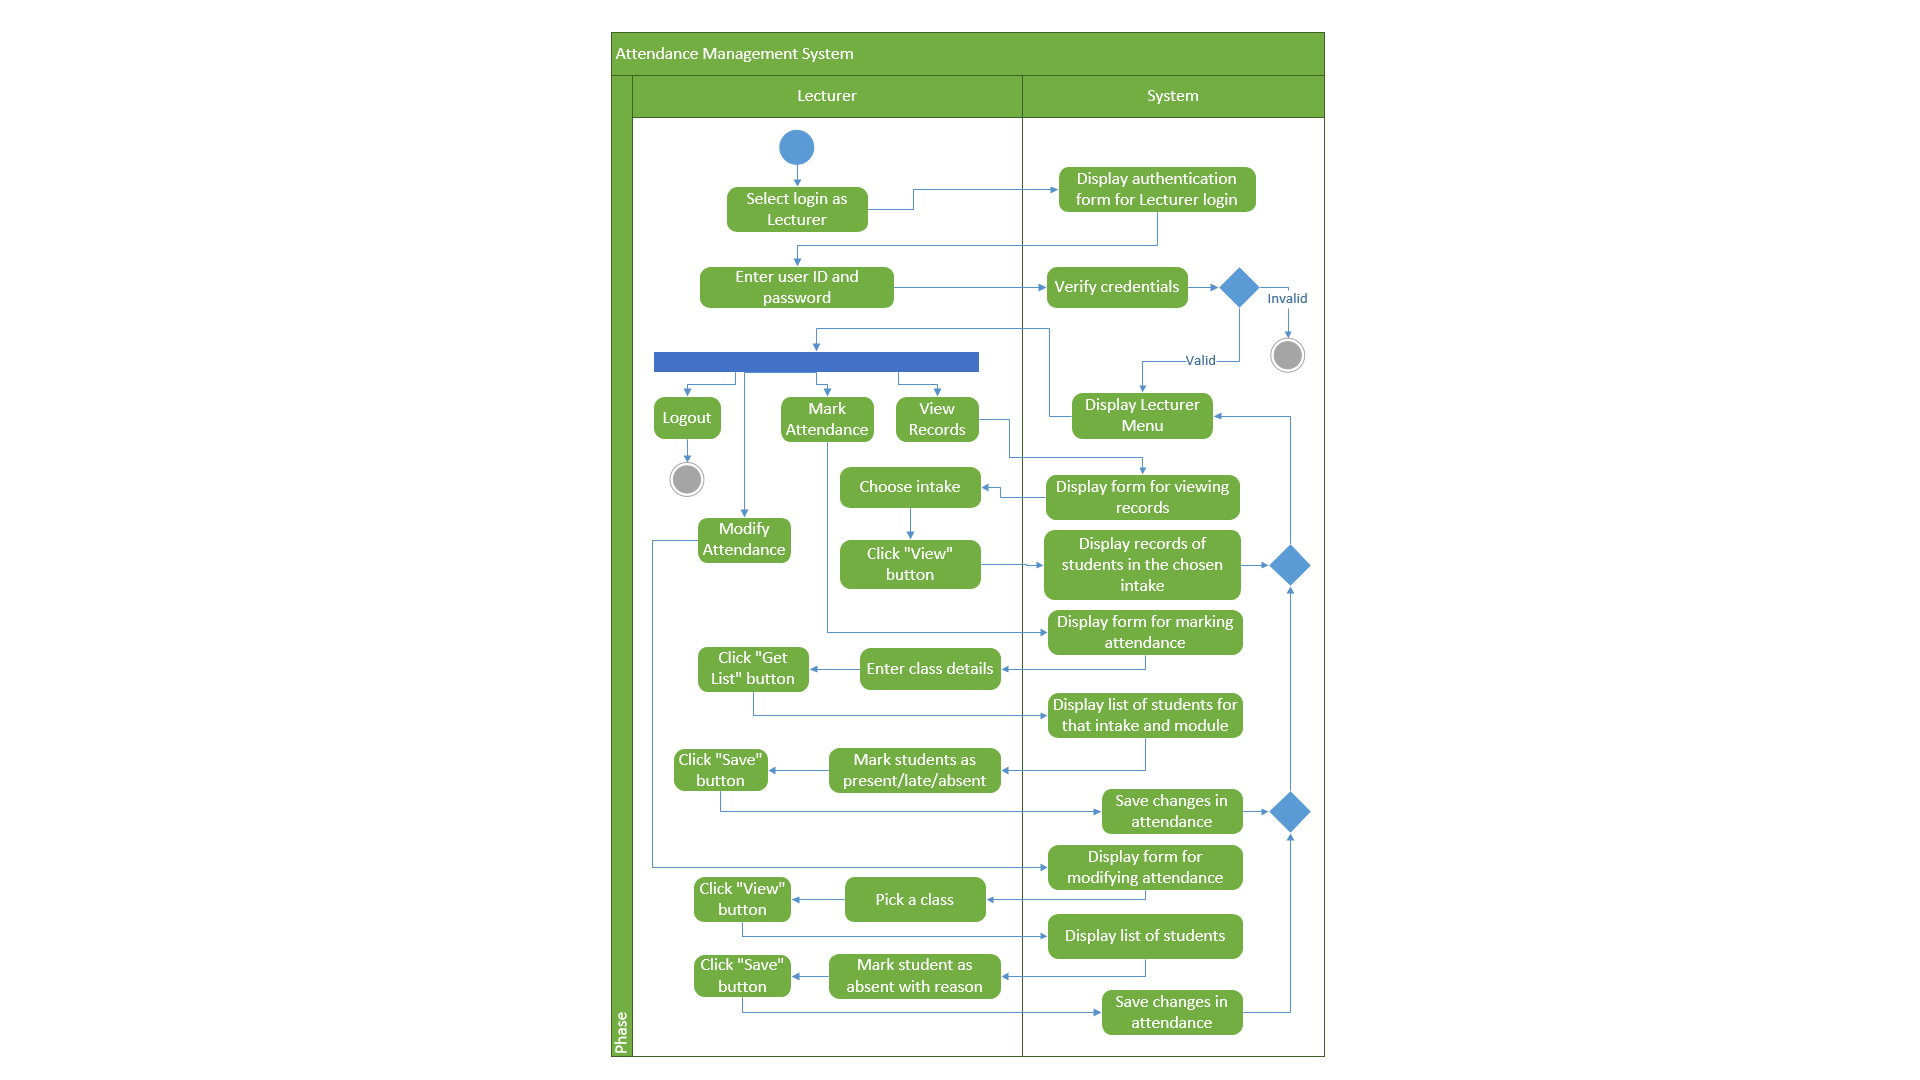 Attendance Management System
Lecturer
System
Select login as
Lecturer
Display authentication
form for Lecturer login
Enter user ID and
password
Verify credentials
Invalid
Valid
Logout
Mark
Attendance
View
Records
Display Lecturer
Menu
Choose intake
Display form for viewing
records
Modify
Attendance
Click "View"
button
Display records of
students in the chosen
intake
Display form for marking
attendance
Click "Get
List" button
Enter class details
Display list of students for
that intake and module
Click "Save"
button
Mark students as
present/late/absent
Save changes in
attendance
Display form for
modifying attendance
Click "View"
button
Pick a class
Display list of students
Click "Save"
button
Mark student as
absent with reason
Save changes in
attendance
Phase